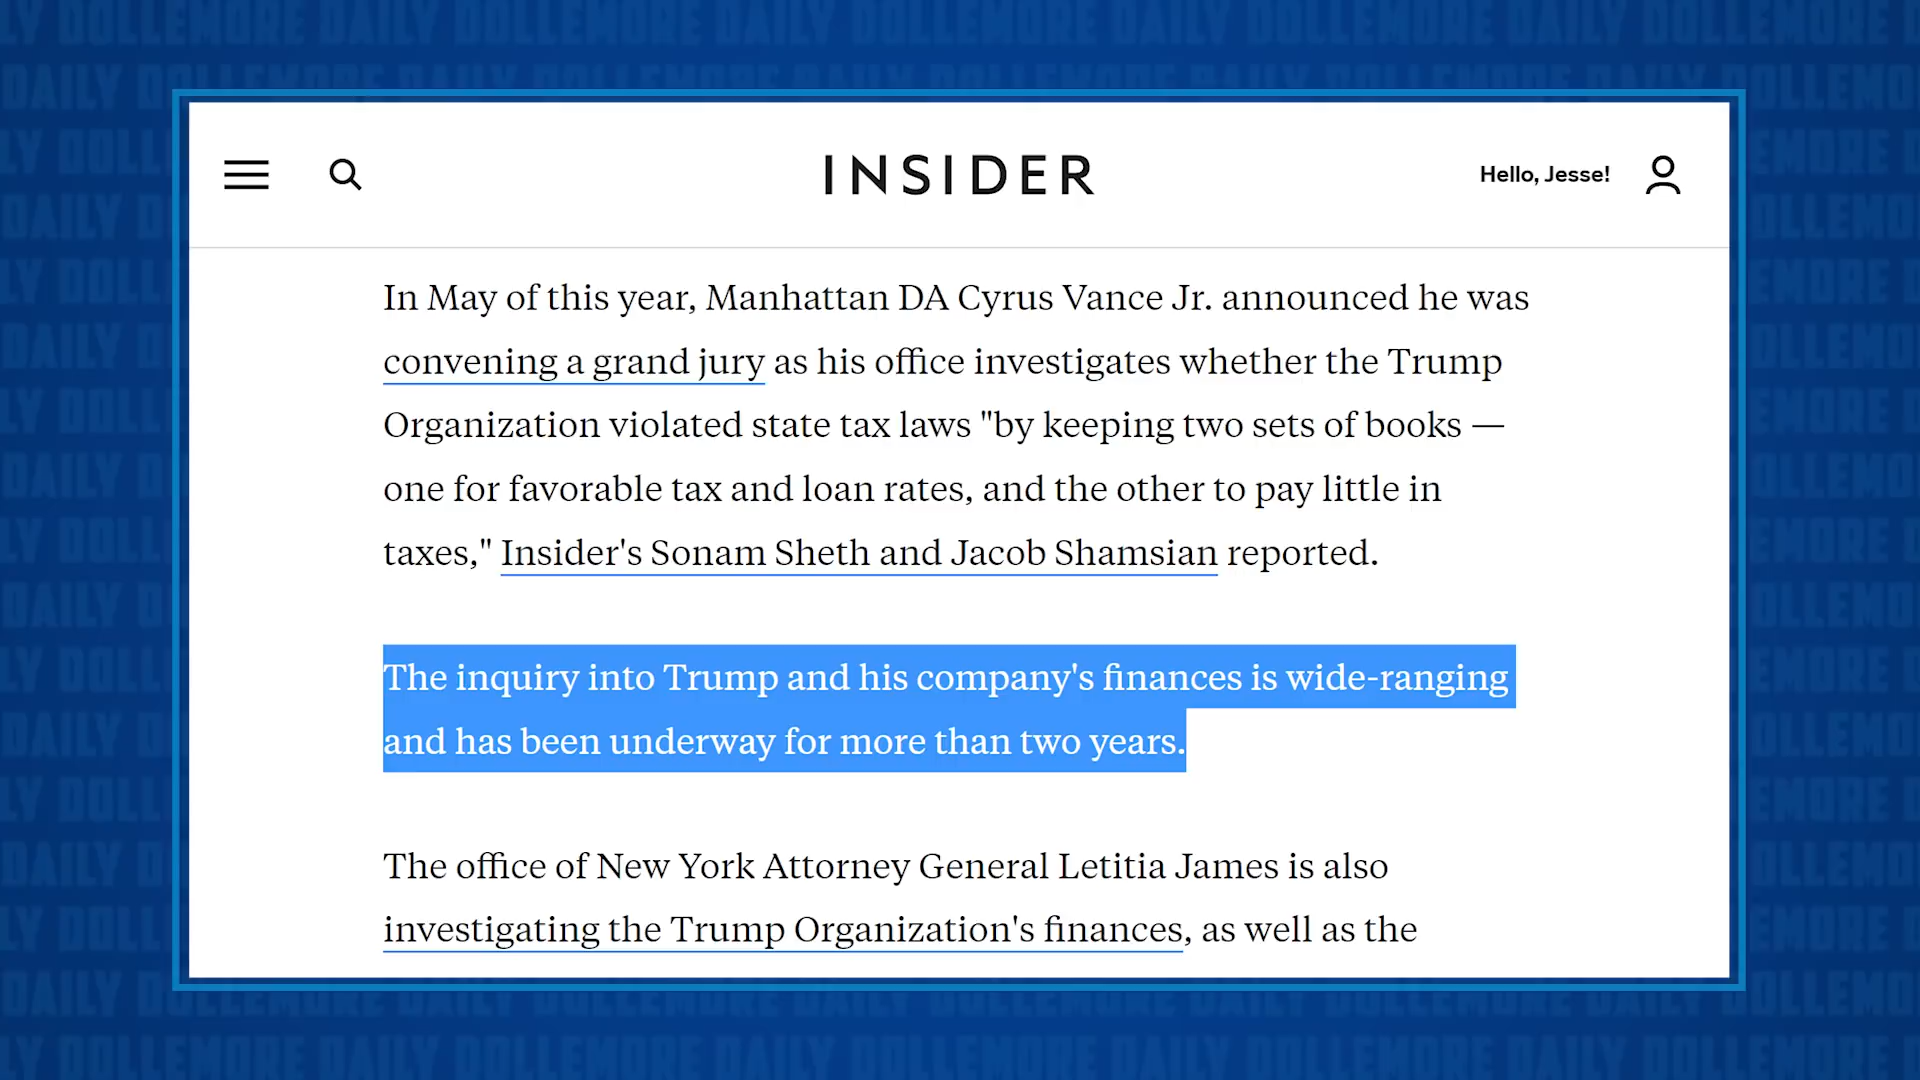 INSIDER
Hello, Jesse!
In May of this year, Manhattan DA Cyrus Vance Jr. announced he was
convening a grand jury as his office investigates whether the Trump
Organization violated state tax laws "by keeping two sets of books —
one for favorable tax and loan rates, and the other to pay little in
taxes," Insider's Sonam Sheth and Jacob Shamsian reported.
The inquiry into Trump and his company's finances is wide-ranging
and has been underway for more than two years.
The office of New York Attorney General Letitia James is also
investigating the Trump Organization's finances, as well as the